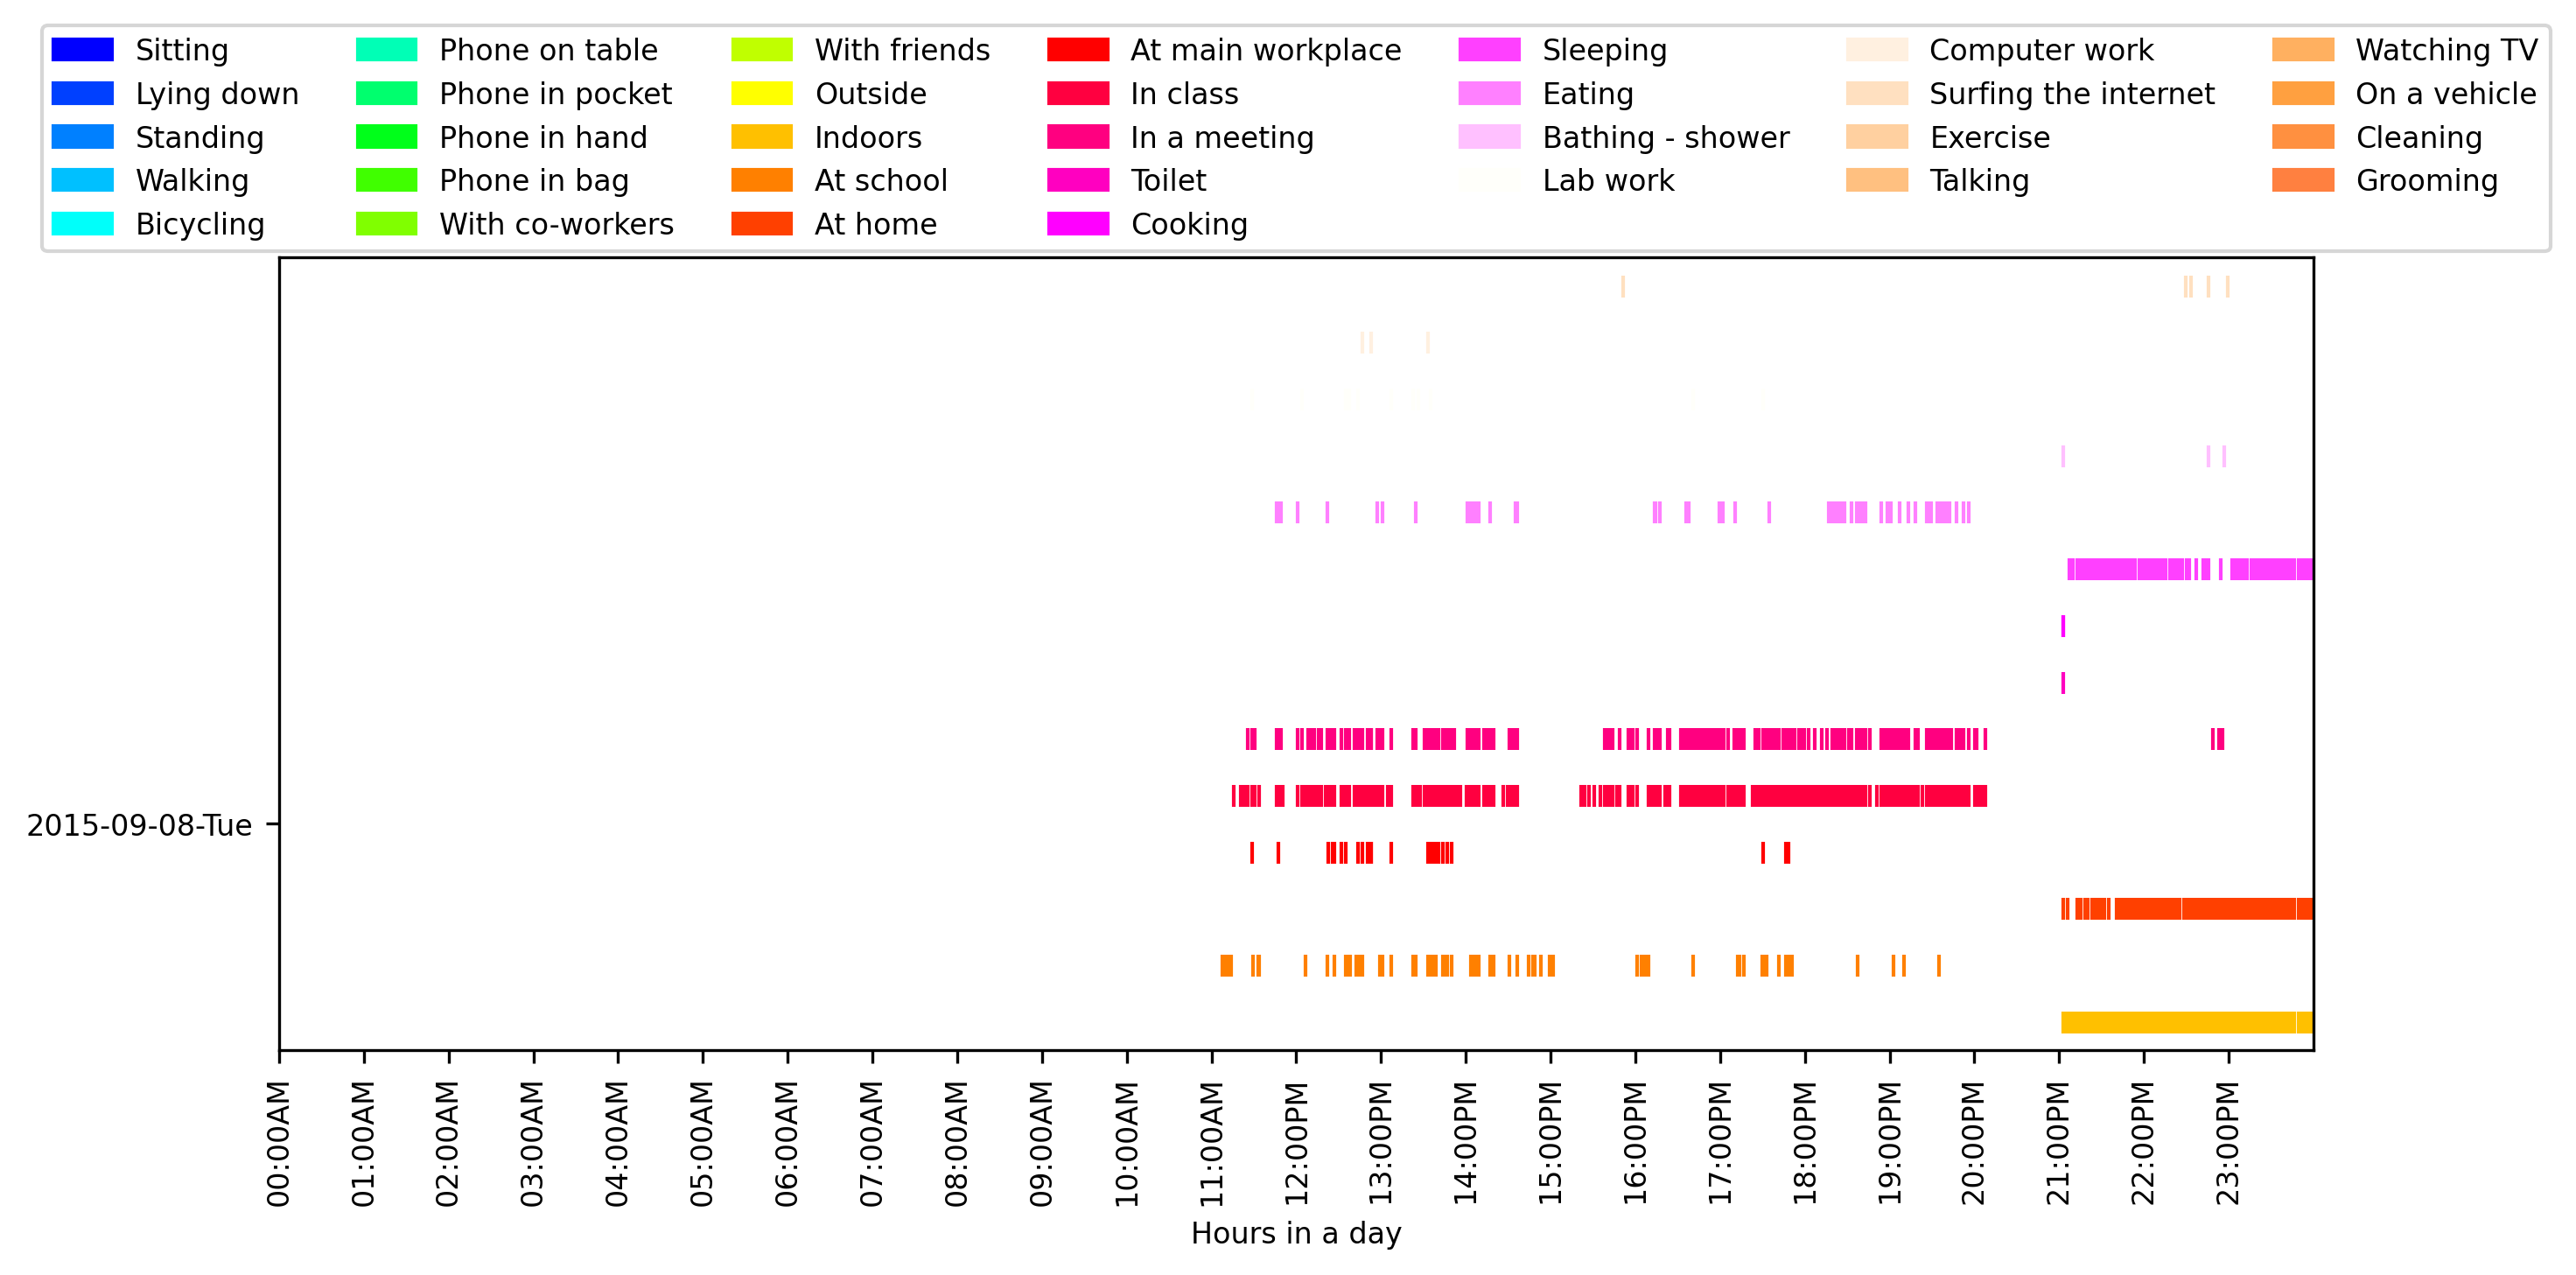 Sitting Phone on table With friends At main workplace Sleeping Computer work Watching TV
Lying down Phone in pocket Outside In class Eating Surfing the internet On a vehicle
Standing Phone in hand Indoors In a meeting Bathing - shower Exercise Cleaning
Walking Phone in bag At school Toilet Lab work Talking Grooming
Bicycling With co-workers At home Cooking
2015-09-08-Tue
00:00AM 01:00AM 02:00AM 03:00AM 04:00AM 05:00AM 06:00AM 07:00AM 08:00AM 09:00AM 10:00AM 11:00AM 12:00PM 13:00PM 14:00PM 15:00PM 16:00PM 17:00PM 18:00PM 19:00PM 20:00PM 21:00PM 22:00PM 23:00PM
Hours in a day